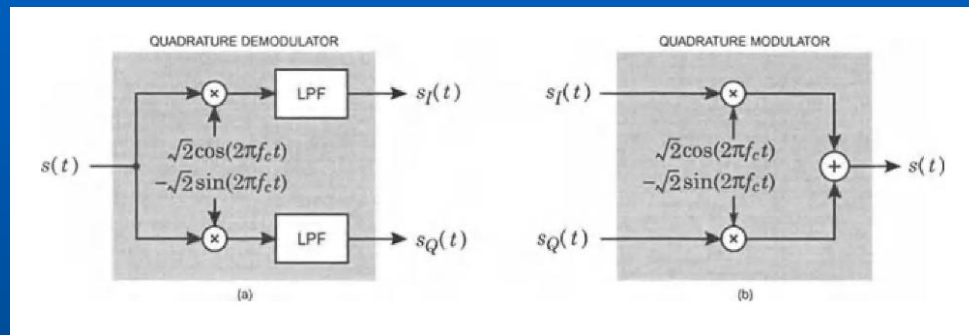 QUADRATURE DEMODULATOR
×
LPF
s_I(t)
√2cos(2πf_ct)
s(t)
−√2sin(2πf_ct)
×
LPF
s_Q(t)
(a)
QUADRATURE MODULATOR
s_I(t)
×
√2cos(2πf_ct)
+
s(t)
−√2sin(2πf_ct)
s_Q(t)
×
(b)